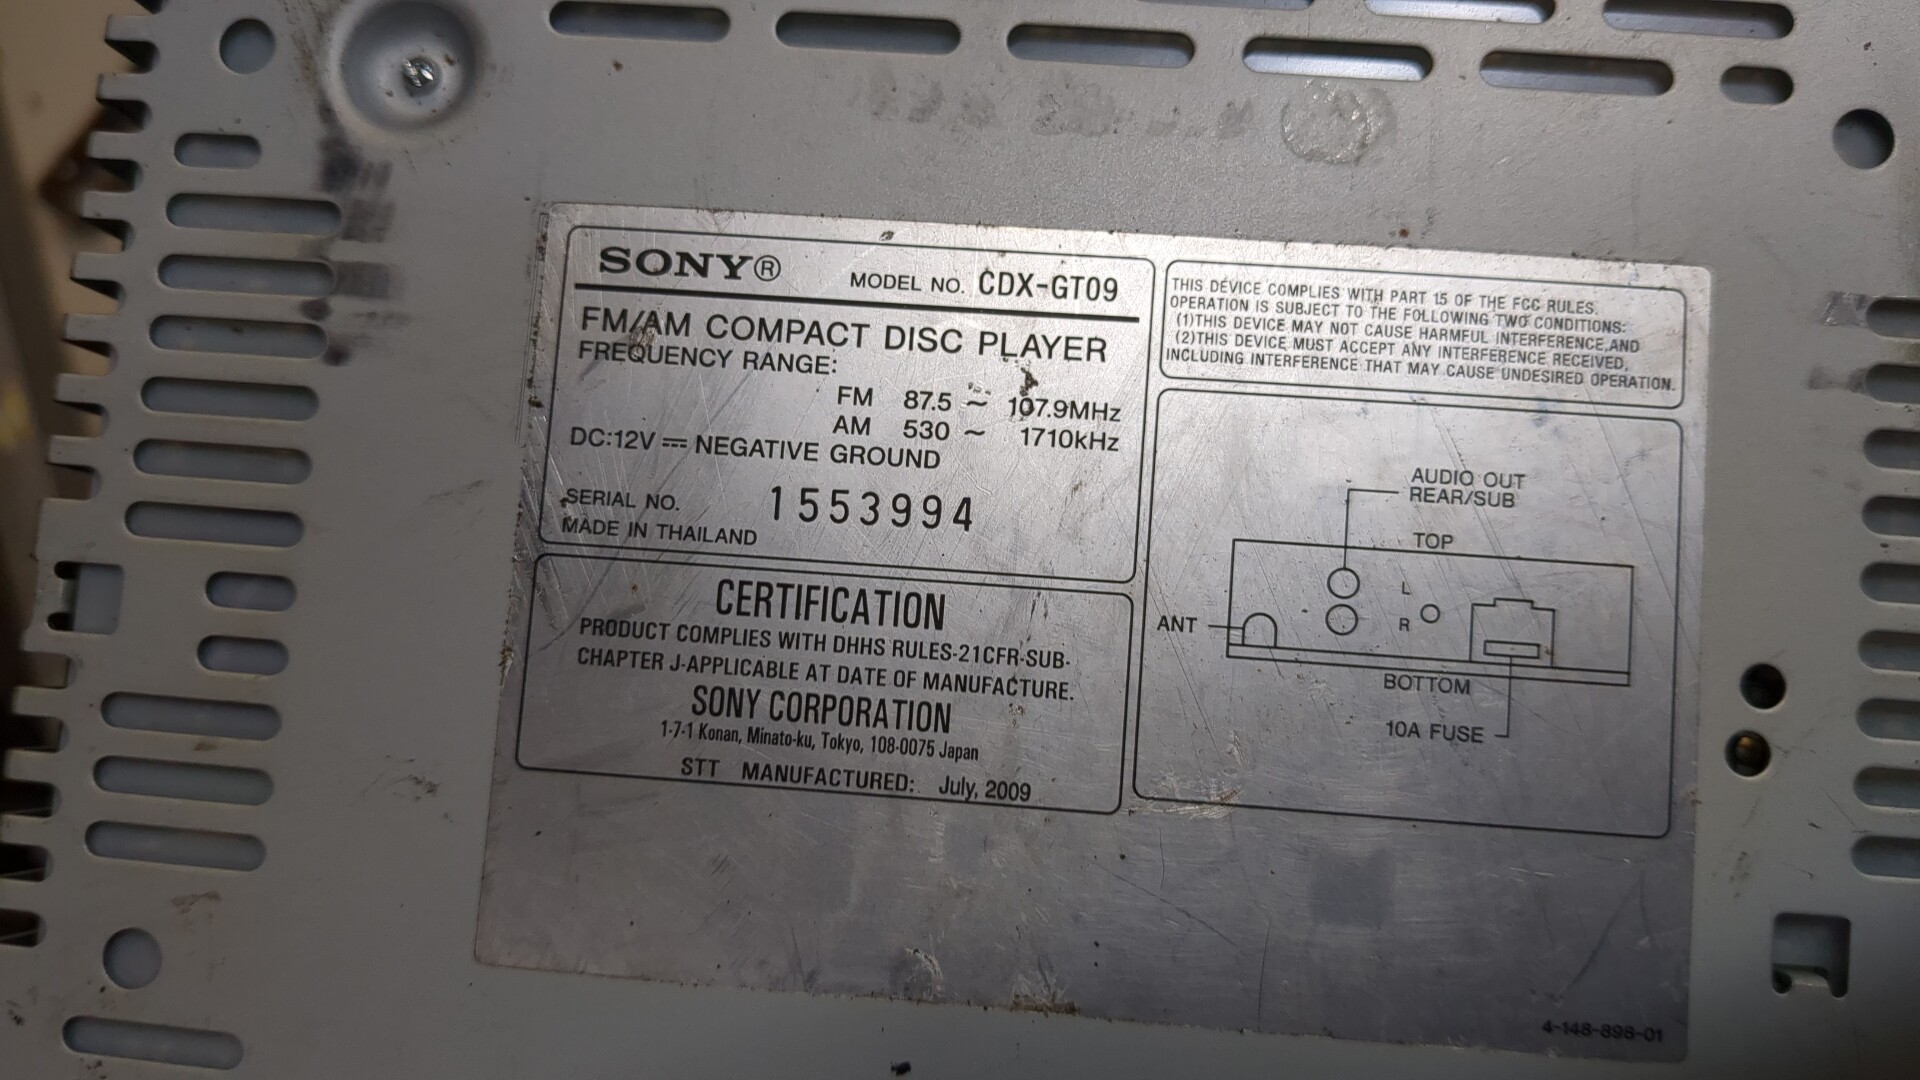 SONY®
MODEL NO. CDX-GT09
FM/AM COMPACT DISC PLAYER
FREQUENCY RANGE:
FM 87.5 ~ 107.9MHz
AM 530 ~ 1710kHz
DC:12V ⎓ NEGATIVE GROUND
SERIAL NO. 1553994
MADE IN THAILAND
CERTIFICATION
PRODUCT COMPLIES WITH DHHS RULES-21CFR-SUB-
CHAPTER J-APPLICABLE AT DATE OF MANUFACTURE.
SONY CORPORATION
1-7-1 Konan, Minato-ku, Tokyo, 108-0075 Japan
STT MANUFACTURED: July, 2009
THIS DEVICE COMPLIES WITH PART 15 OF THE FCC RULES.
OPERATION IS SUBJECT TO THE FOLLOWING TWO CONDITIONS:
(1)THIS DEVICE MAY NOT CAUSE HARMFUL INTERFERENCE,AND
(2)THIS DEVICE MUST ACCEPT ANY INTERFERENCE RECEIVED,
INCLUDING INTERFERENCE THAT MAY CAUSE UNDESIRED OPERATION.
AUDIO OUT
REAR/SUB
TOP
L
R
ANT
BOTTOM
10A FUSE
4-148-898-01